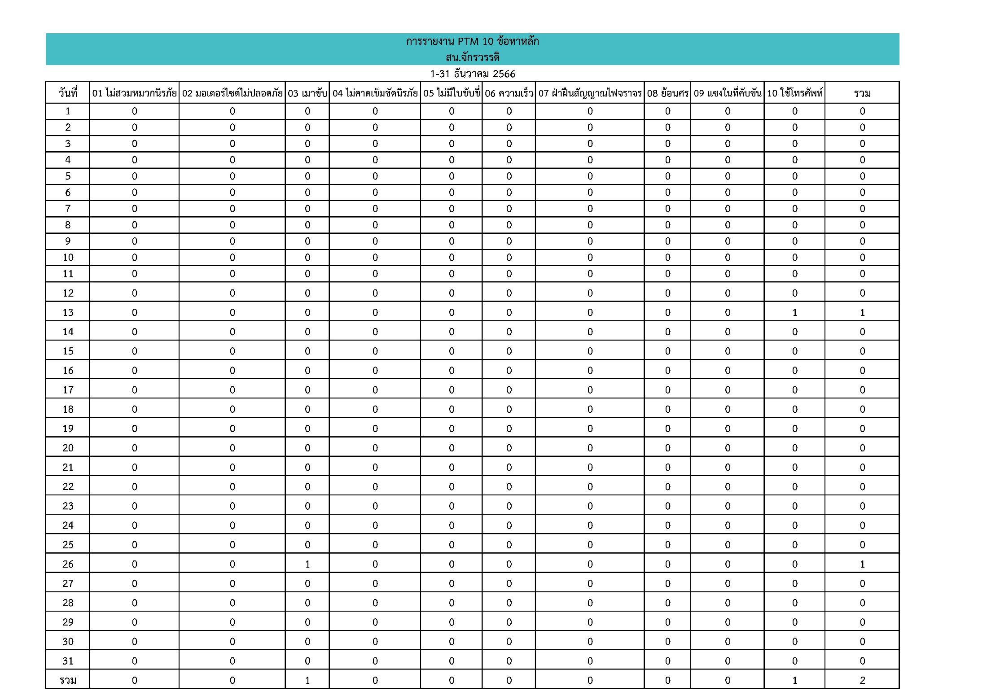 การรายงาน PTM 10 ข้อหาหลัก
สน.จักรวรรดิ
1-31 ธันวาคม 2566
วันที่ 01 ไม่สวมหมวกนิรภัย 02 มอเตอร์ไซต์ไม่ปลอดภัย 03 เมาขับ 04 ไม่คาดเข็มขัดนิรภัย 05 ไม่มีใบขับขี่ 06 ความเร็ว 07 ฝ่าฝืนสัญญาณไฟจราจร 08 ย้อนศร 09 แซงในที่คับขัน 10 ใช้โทรศัพท์ รวม
1 0 0 0 0 0 0 0 0 0 0 0
2 0 0 0 0 0 0 0 0 0 0 0
3 0 0 0 0 0 0 0 0 0 0 0
4 0 0 0 0 0 0 0 0 0 0 0
5 0 0 0 0 0 0 0 0 0 0 0
6 0 0 0 0 0 0 0 0 0 0 0
7 0 0 0 0 0 0 0 0 0 0 0
8 0 0 0 0 0 0 0 0 0 0 0
9 0 0 0 0 0 0 0 0 0 0 0
10 0 0 0 0 0 0 0 0 0 0 0
11 0 0 0 0 0 0 0 0 0 0 0
12 0 0 0 0 0 0 0 0 0 0 0
13 0 0 0 0 0 0 0 0 0 1 1
14 0 0 0 0 0 0 0 0 0 0 0
15 0 0 0 0 0 0 0 0 0 0 0
16 0 0 0 0 0 0 0 0 0 0 0
17 0 0 0 0 0 0 0 0 0 0 0
18 0 0 0 0 0 0 0 0 0 0 0
19 0 0 0 0 0 0 0 0 0 0 0
20 0 0 0 0 0 0 0 0 0 0 0
21 0 0 0 0 0 0 0 0 0 0 0
22 0 0 0 0 0 0 0 0 0 0 0
23 0 0 0 0 0 0 0 0 0 0 0
24 0 0 0 0 0 0 0 0 0 0 0
25 0 0 0 0 0 0 0 0 0 0 0
26 0 0 1 0 0 0 0 0 0 0 1
27 0 0 0 0 0 0 0 0 0 0 0
28 0 0 0 0 0 0 0 0 0 0 0
29 0 0 0 0 0 0 0 0 0 0 0
30 0 0 0 0 0 0 0 0 0 0 0
31 0 0 0 0 0 0 0 0 0 0 0
รวม 0 0 1 0 0 0 0 0 0 1 2